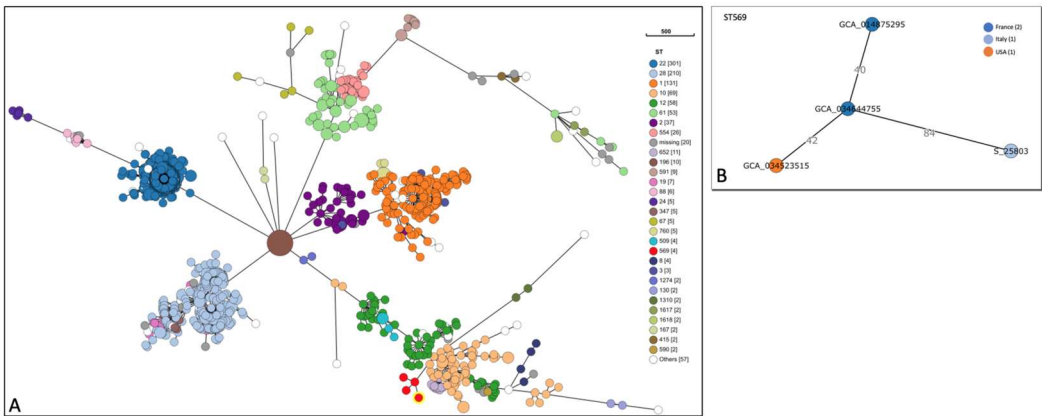 500
ST
22 [301]
28 [210]
1 [131]
10 [69]
12 [58]
61 [53]
2 [37]
554 [26]
missing [20]
652 [11]
196 [10]
591 [9]
19 [7]
88 [6]
24 [5]
347 [5]
67 [5]
760 [5]
509 [4]
569 [4]
8 [4]
3 [3]
1274 [2]
130 [2]
1310 [2]
1617 [2]
1618 [2]
167 [2]
415 [2]
590 [2]
Others [57]
A
ST569
GCA_014875295
France (2)
Italy (1)
USA (1)
40
GCA_034644755
42
84
S_25803
GCA_034523515
B